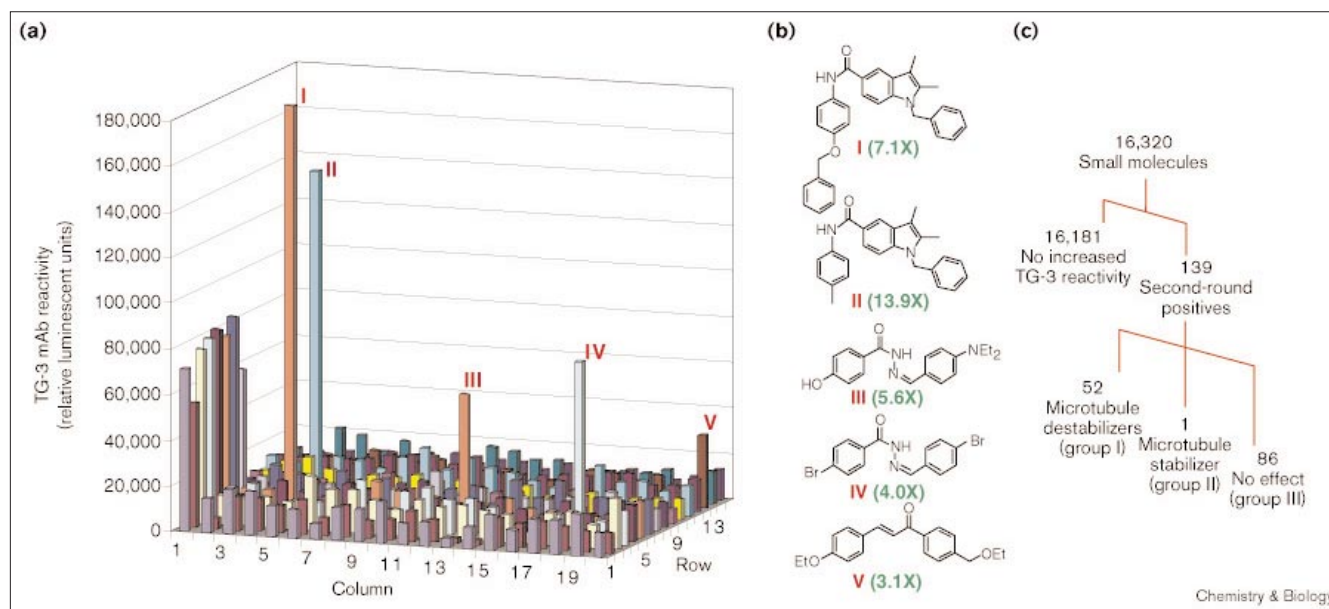 (a)
TG-3 mAb reactivity
(relative luminescent units)
180,000
160,000
140,000
120,000
100,000
80,000
60,000
40,000
20,000
0
I
II
III
IV
V
1
3
5
7
9
11
13
15
17
19
Column
1
5
9
13
Row
(b)
O
NH
N
O
I (7.1X)
O
NH
N
II (13.9X)
O
NH
N
NEt2
HO
III (5.6X)
O
NH
N
Br
Br
IV (4.0X)
O
EtO
OEt
V (3.1X)
(c)
16,320
Small molecules
16,181
No increased
TG-3 reactivity
139
Second-round
positives
52
Microtubule
destabilizers
(group I)
1
Microtubule
stabilizer
(group II)
86
No effect
(group III)
Chemistry & Biology